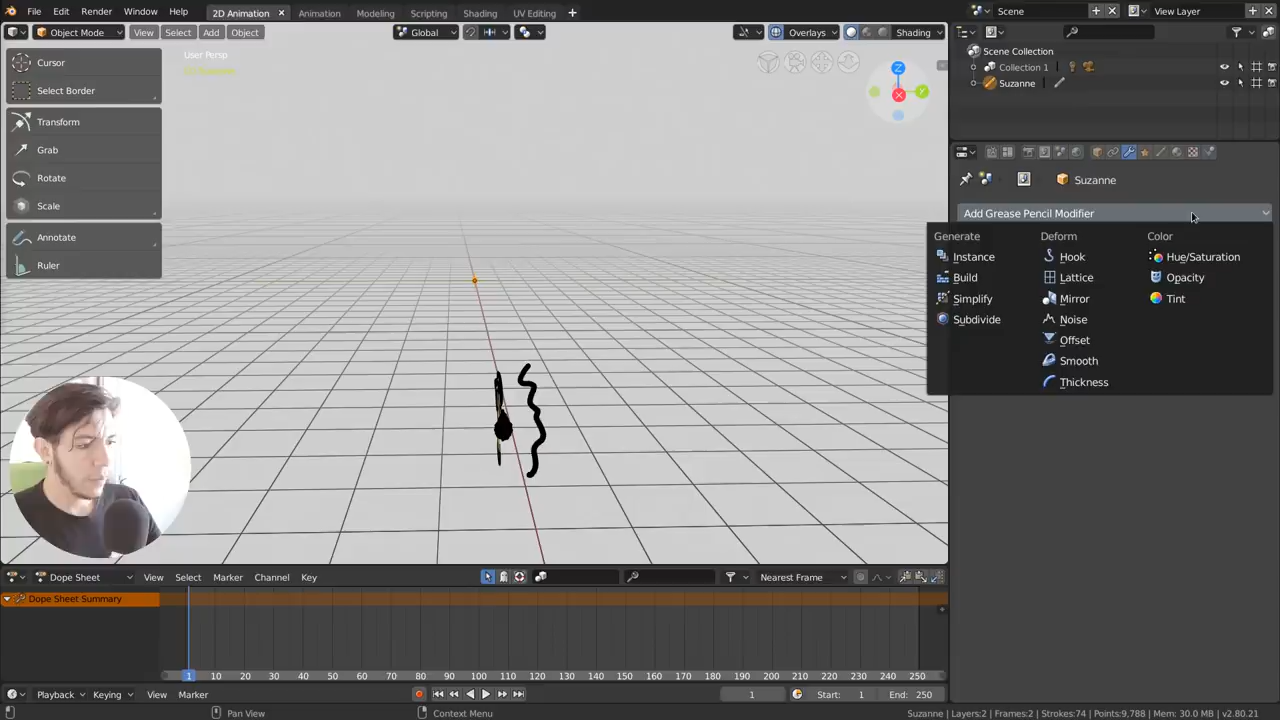 File Edit Render Window Help
2D Animation Animation Modeling Scripting Shading UV Editing
Scene
View Layer
Object Mode View Select Add Object
Global
Overlays Shading
Cursor
Select Border
Transform
Grab
Rotate
Scale
Annotate
Ruler
User Persp
Z
Y
X
Scene Collection
Collection 1
Suzanne
Suzanne
Add Grease Pencil Modifier
Generate Deform Color
Instance Hook Hue/Saturation
Build Lattice Opacity
Simplify Mirror Tint
Subdivide Noise
Offset
Smooth
Thickness
Dope Sheet View Select Marker Channel Key
Nearest Frame
Dope Sheet Summary
1 10 20 30 40 50 60 70 80 90 100 110 120 130 140 150 160 170 180 190 200 210 220 230 240 250
Playback Keying View Marker
1 Start: 1 End: 250
Pan View Context Menu
Suzanne | Layers:2 | Frames:2 | Strokes:74 | Points:9,788 | Mem: 30.0 MB | v2.80.21